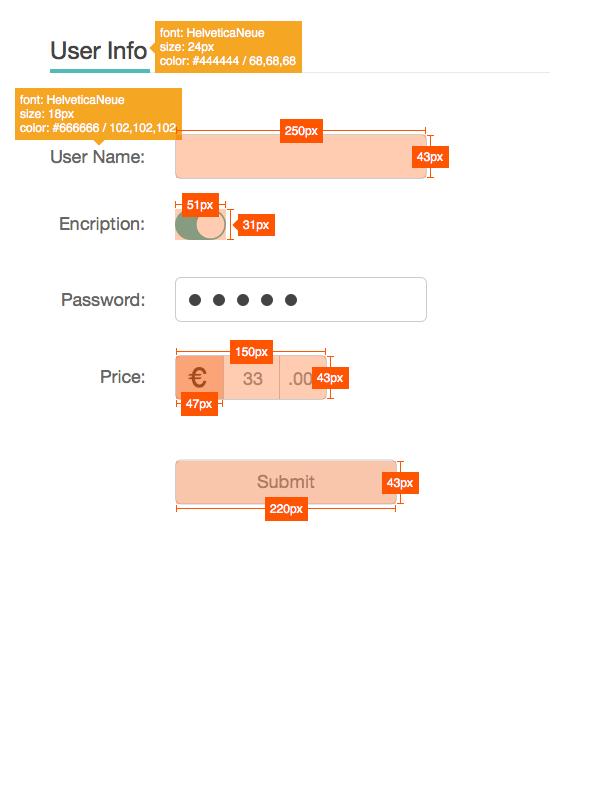 User Info
font: HelveticaNeue
size: 24px
color: #444444 / 68,68,68
font: HelveticaNeue
size: 18px
color: #666666 / 102,102,102
250px
User Name:
43px
51px
Encription:
31px
Password:
150px
Price:
€ 33 .00
43px
47px
Submit
43px
220px